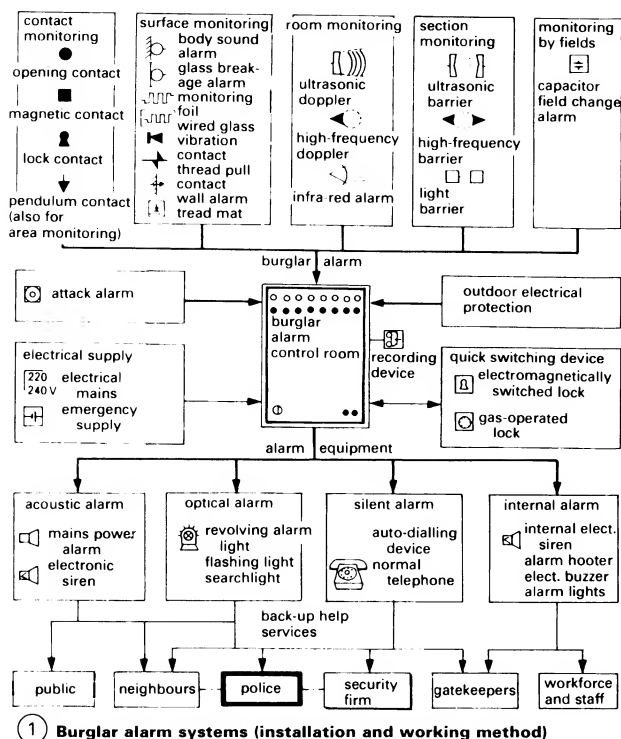 contact
monitoring
opening contact
magnetic contact
lock contact
pendulum contact
(also for
area monitoring)
surface monitoring
body sound
alarm
glass break-
age alarm
monitoring
foil
wired glass
vibration
contact
thread pull
contact
wall alarm
tread mat
room monitoring
ultrasonic
doppler
high-frequency
doppler
infra-red alarm
section
monitoring
ultrasonic
barrier
high-frequency
barrier
light
barrier
monitoring
by fields
capacitor
field change
alarm
burglar alarm
attack alarm
burglar
alarm
control room
recording
device
outdoor electrical
protection
electrical supply
220
240 V
electrical
mains
emergency
supply
quick switching device
electromagnetically
switched lock
gas-operated
lock
alarm equipment
acoustic alarm
mains power
alarm
electronic
siren
optical alarm
revolving alarm
light
flashing light
searchlight
silent alarm
auto-dialling
device
normal
telephone
internal alarm
internal elect.
siren
alarm hooter
elect. buzzer
alarm lights
back-up help
services
public
neighbours
police
security
firm
gatekeepers
workforce
and staff
1 Burglar alarm systems (installation and working method)